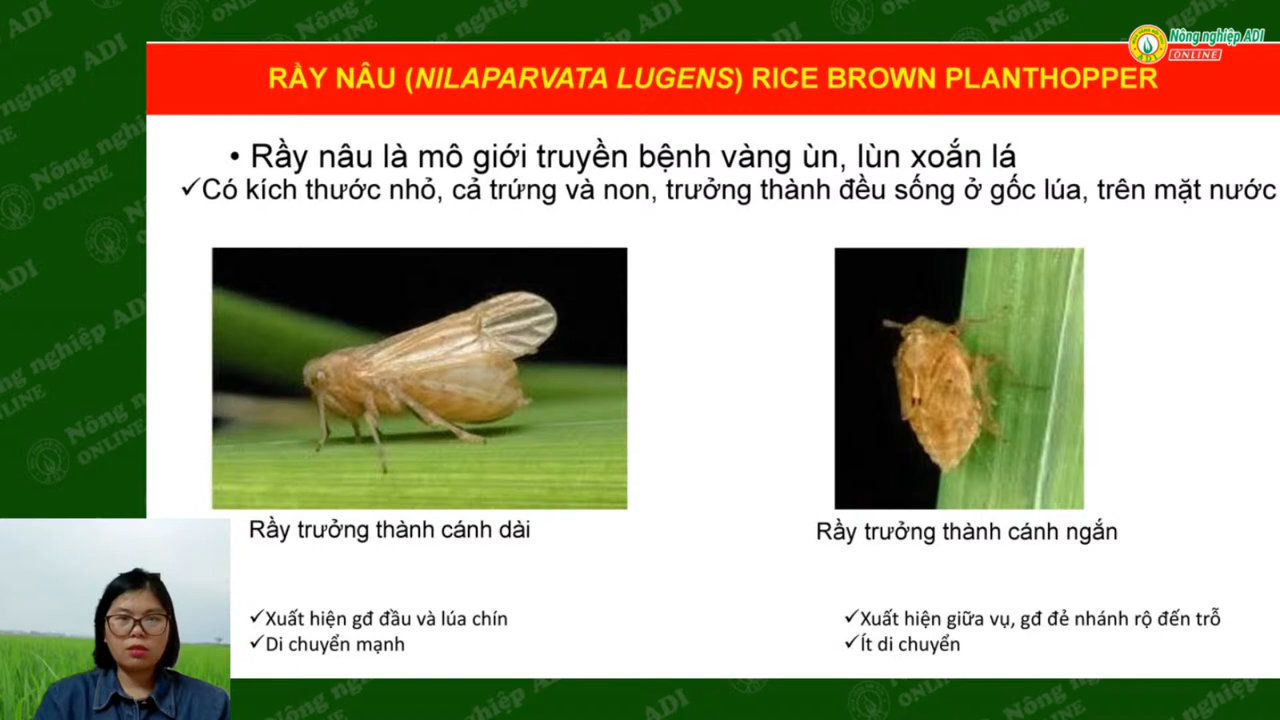 Nông nghiệp ADI
ONLINE
RẦY NÂU (NILAPARVATA LUGENS) RICE BROWN PLANTHOPPER
• Rầy nâu là mô giới truyền bệnh vàng ùn, lùn xoắn lá
✓Có kích thước nhỏ, cả trứng và non, trưởng thành đều sống ở gốc lúa, trên mặt nước
Rầy trưởng thành cánh dài
Rầy trưởng thành cánh ngắn
✓Xuất hiện gđ đầu và lúa chín
✓Di chuyển mạnh
✓Xuất hiện giữa vụ, gđ đẻ nhánh rộ đến trỗ
✓Ít di chuyển